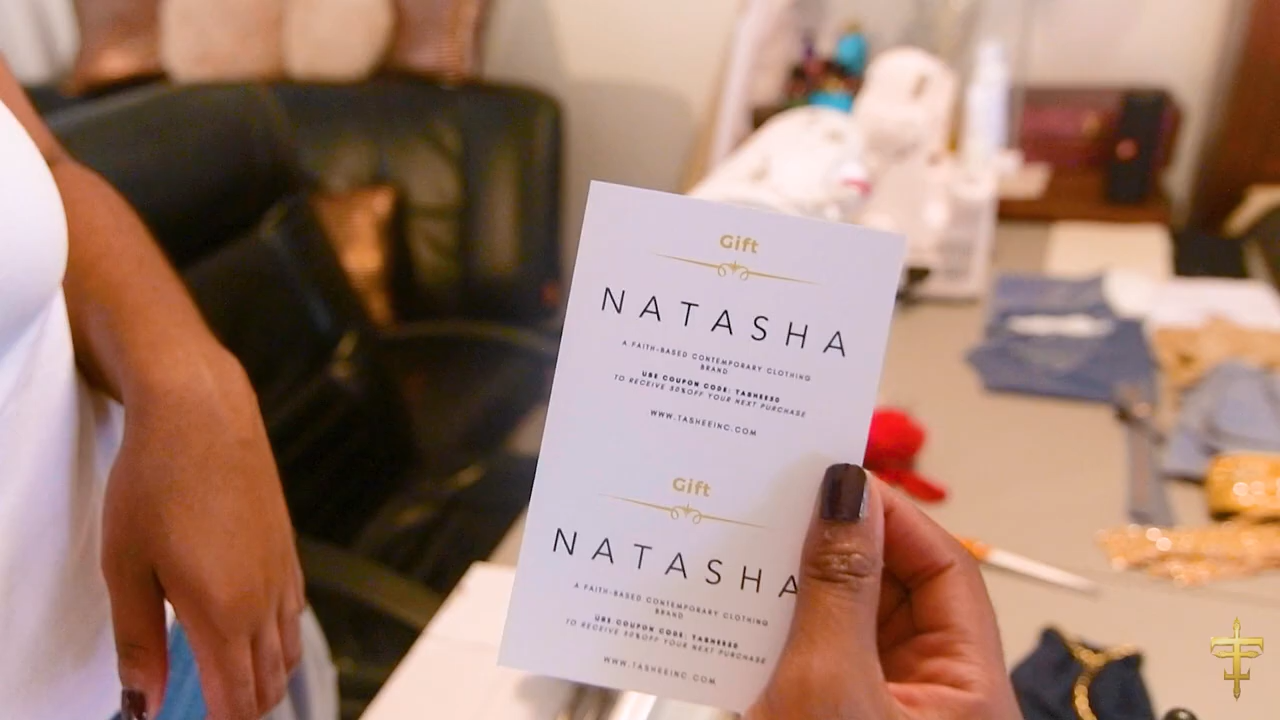 Gift
NATASHA
A FAITH-BASED CONTEMPORARY CLOTHING
BRAND
USE COUPON CODE: TASHEE30
TO RECEIVE 30%OFF YOUR NEXT PURCHASE
WWW.TASHEEINC.COM
Gift
NATASHA
A FAITH-BASED CONTEMPORARY CLOTHING
BRAND
USE COUPON CODE: TASHEE30
TO RECEIVE 30%OFF YOUR NEXT PURCHASE
WWW.TASHEEINC.COM